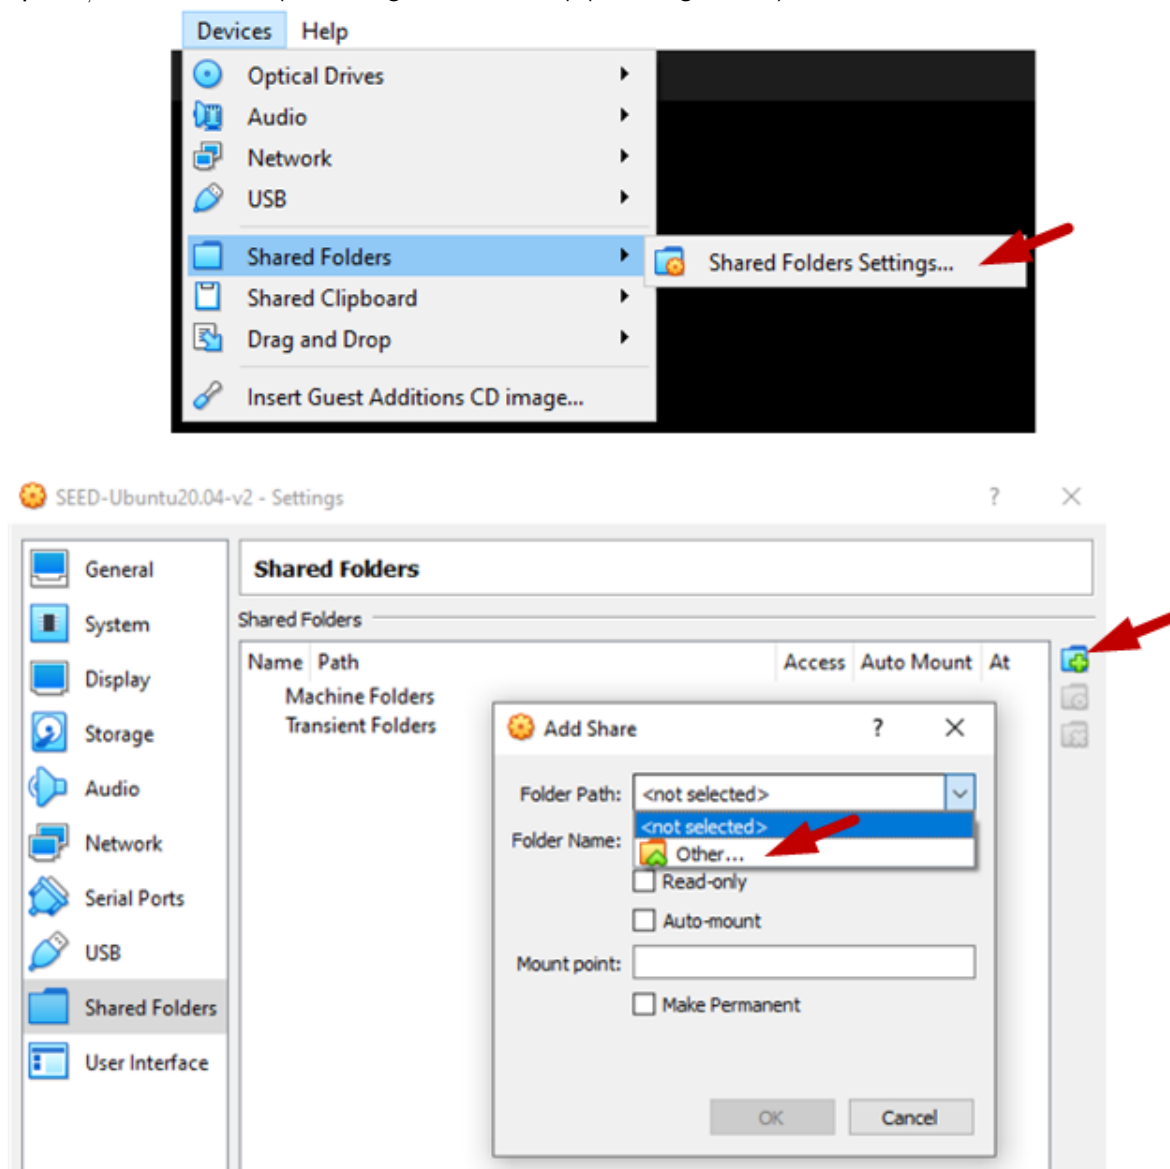 Devices Help
Optical Drives
Audio
Network
USB
Shared Folders
Shared Folders Settings...
Shared Clipboard
Drag and Drop
Insert Guest Additions CD image...
SEED-Ubuntu20.04-v2 - Settings ? ×
General
Shared Folders
System
Shared Folders
Name Path Access Auto Mount At
Display
Machine Folders
Transient Folders
Add Share ? ×
Storage
Audio
Folder Path: <not selected>
<not selected>
Network
Folder Name:
Other...
Read-only
Serial Ports
Auto-mount
USB
Mount point:
Shared Folders
Make Permanent
User Interface
OK Cancel